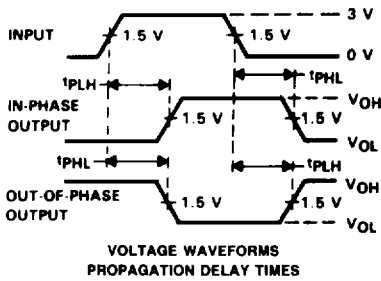 3 V
INPUT
1.5 V
1.5 V
0 V
tPLH
tPHL
IN-PHASE
OUTPUT
1.5 V
1.5 V
VOH
VOL
tPHL
tPLH
OUT-OF-PHASE
OUTPUT
1.5 V
1.5 V
VOH
VOL
VOLTAGE WAVEFORMS
PROPAGATION DELAY TIMES